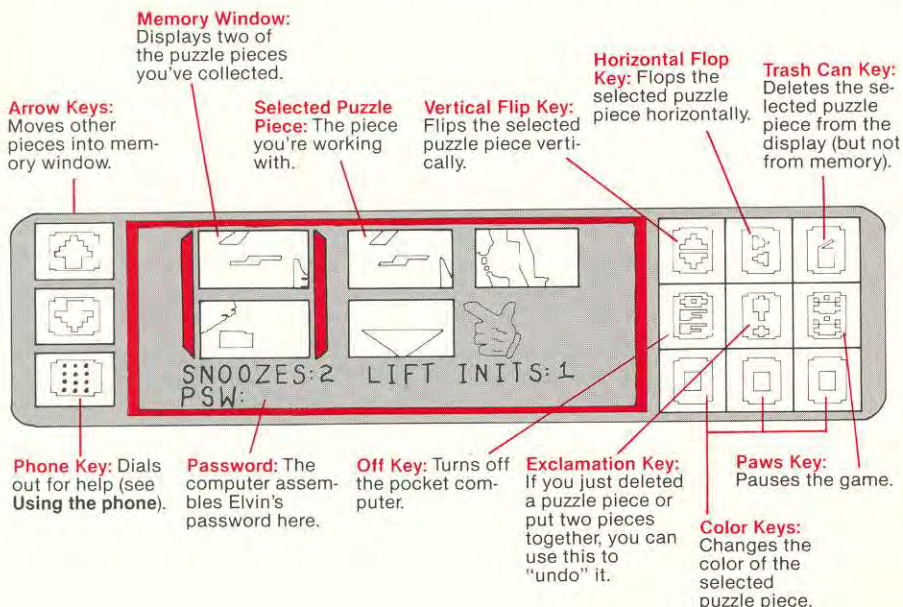 Memory Window:
Displays two of
the puzzle pieces
you've collected.
Horizontal Flop
Key: Flops the
selected puzzle
piece horizontally.
Trash Can Key:
Deletes the se-
lected puzzle
piece from the
display (but not
from memory).
Arrow Keys:
Moves other
pieces into mem-
ory window.
Selected Puzzle
Piece: The piece
you're working
with.
Vertical Flip Key:
Flips the selected
puzzle piece verti-
cally.
OFF
SNOOZES:2 LIFT INITS:1
PSW:
Phone Key: Dials
out for help (see
Using the phone).
Password: The
computer assem-
bles Elvin's
password here.
Off Key: Turns off
the pocket com-
puter.
Exclamation Key:
If you just deleted
a puzzle piece or
put two pieces
together, you can
use this to
"undo" it.
Paws Key:
Pauses the game.
Color Keys:
Changes the
color of the
selected
puzzle piece.